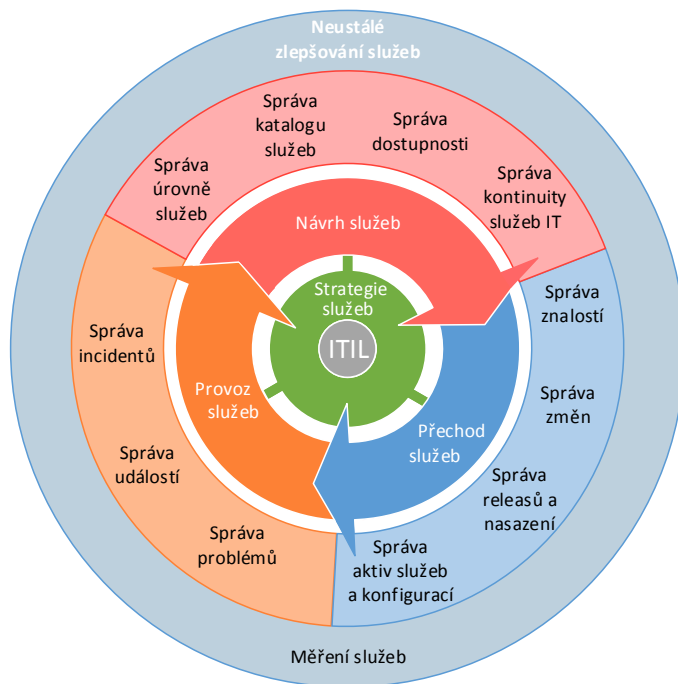 Neustálé
zlepšování služeb
Správa
katalogu
služeb
Správa
dostupnosti
Správa
úrovně
služeb
Správa
kontinuity
služeb IT
Návrh služeb
Strategie
služeb
ITIL
Správa
znalostí
Správa
incidentů
Provoz
služeb
Správa
změn
Přechod
služeb
Správa
událostí
Správa
releasů a
nasazení
Správa
problémů
Správa
aktiv služeb
a konfigurací
Měření služeb